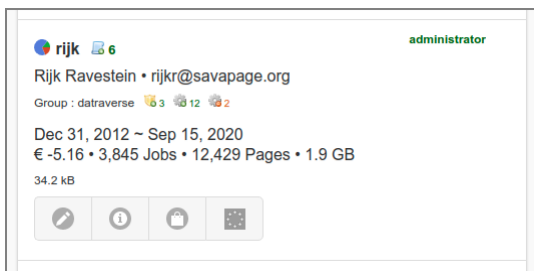 rijk 6 administrator
Rijk Ravestein • rijkr@savapage.org
Group : datraverse 3 12 2
Dec 31, 2012 ~ Sep 15, 2020
€ -5.16 • 3,845 Jobs • 12,429 Pages • 1.9 GB
34.2 kB